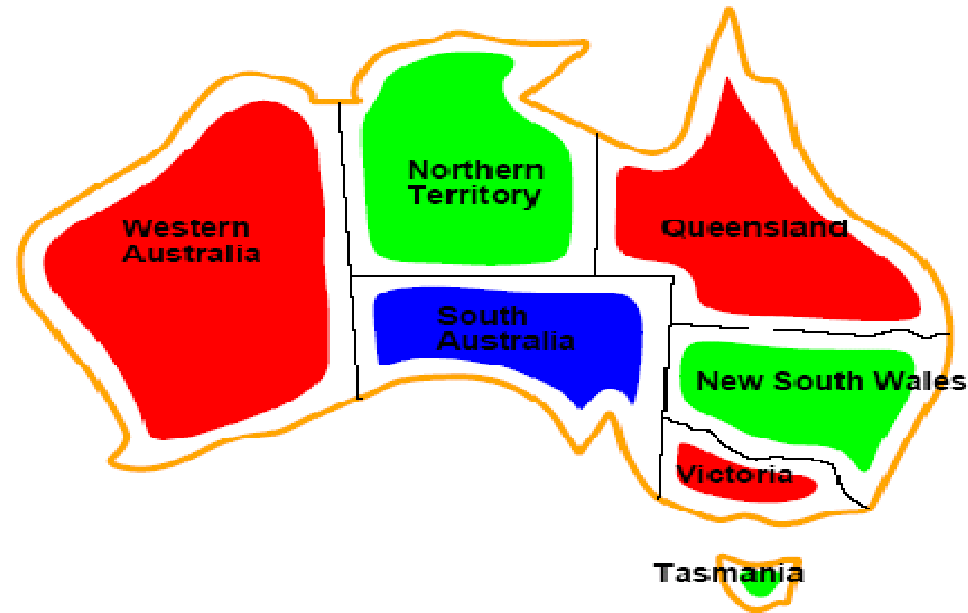 Northern
Territory
Western
Australia
Queensland
South
Australia
New South Wales
Victoria
Tasmania